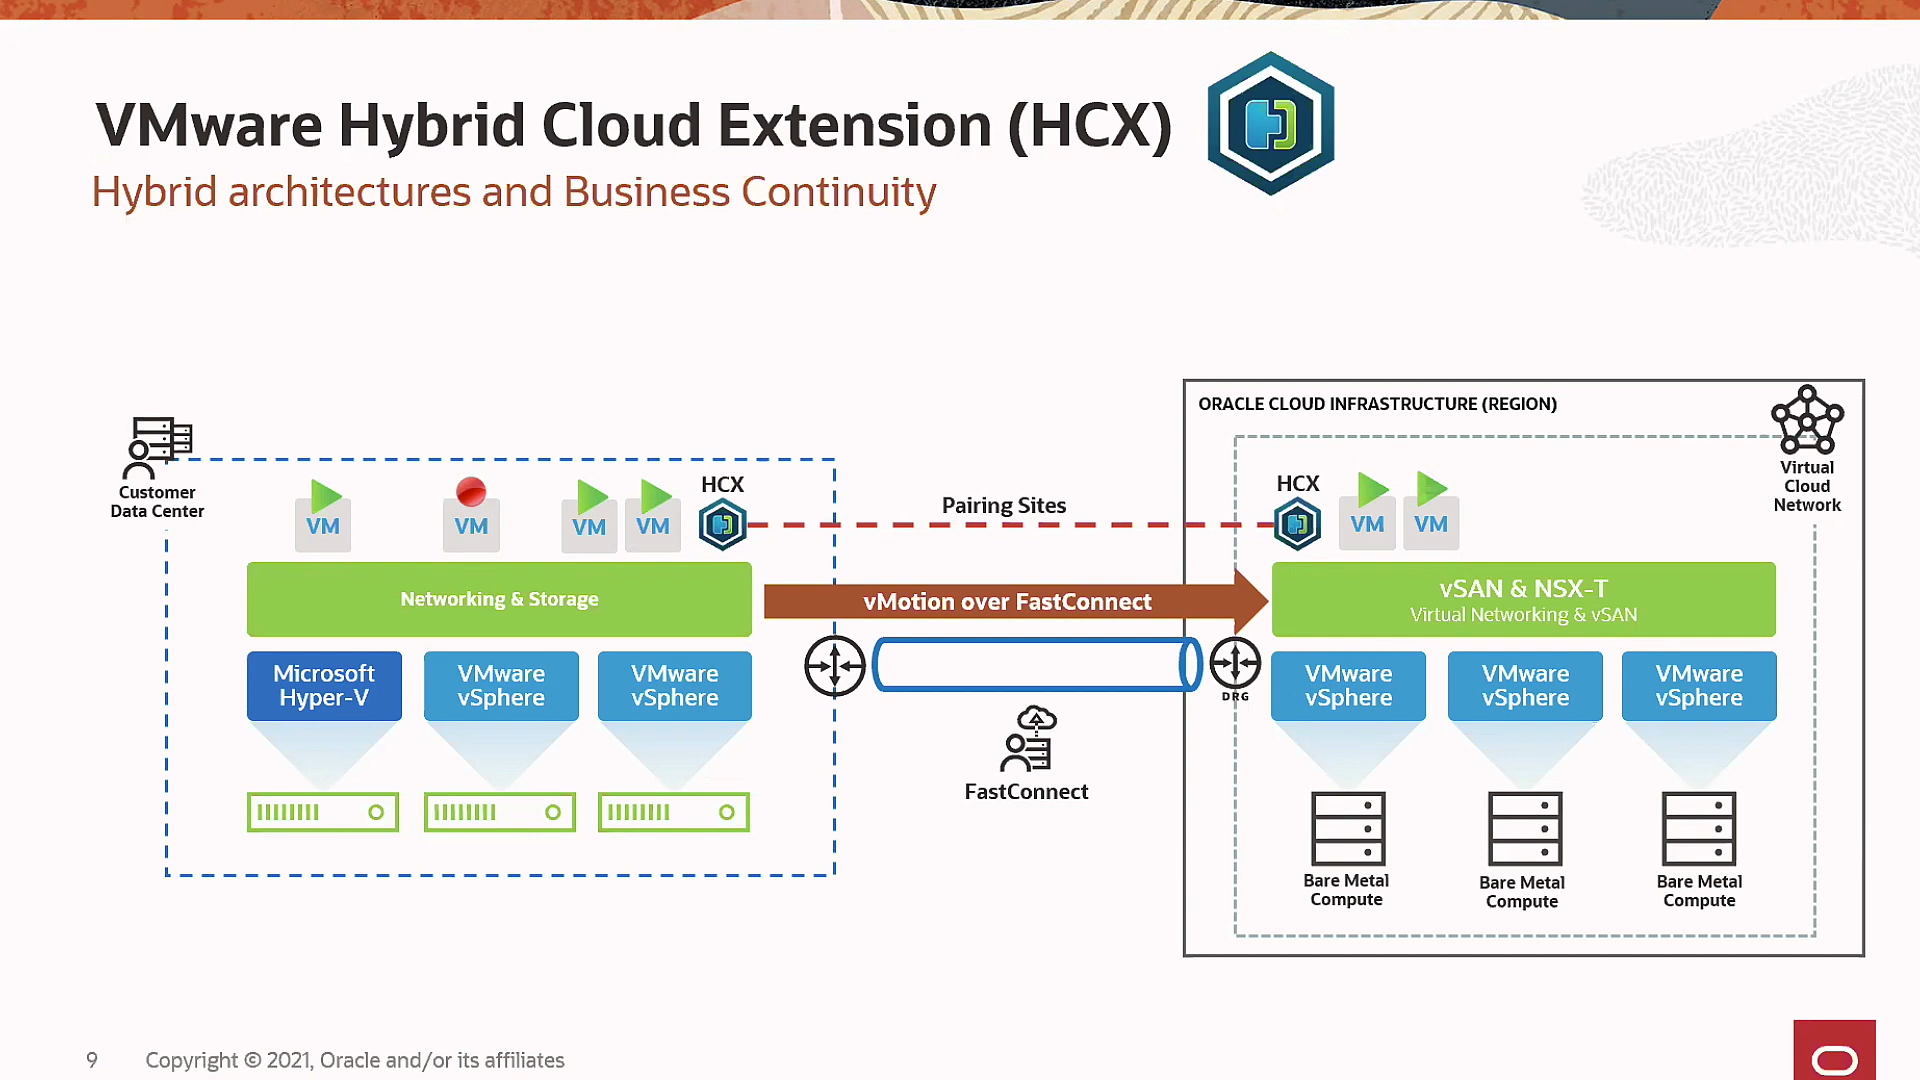 VMware Hybrid Cloud Extension (HCX)
Hybrid architectures and Business Continuity
ORACLE CLOUD INFRASTRUCTURE (REGION)
Virtual
Cloud
Network
Customer
Data Center
VM
VM
VM
VM
HCX
Pairing Sites
HCX
VM
VM
Networking & Storage
vMotion over FastConnect
vSAN & NSX-T
Virtual Networking & vSAN
Microsoft
Hyper-V
VMware
vSphere
VMware
vSphere
DRG
VMware
vSphere
VMware
vSphere
VMware
vSphere
FastConnect
Bare Metal
Compute
Bare Metal
Compute
Bare Metal
Compute
9
Copyright © 2021, Oracle and/or its affiliates